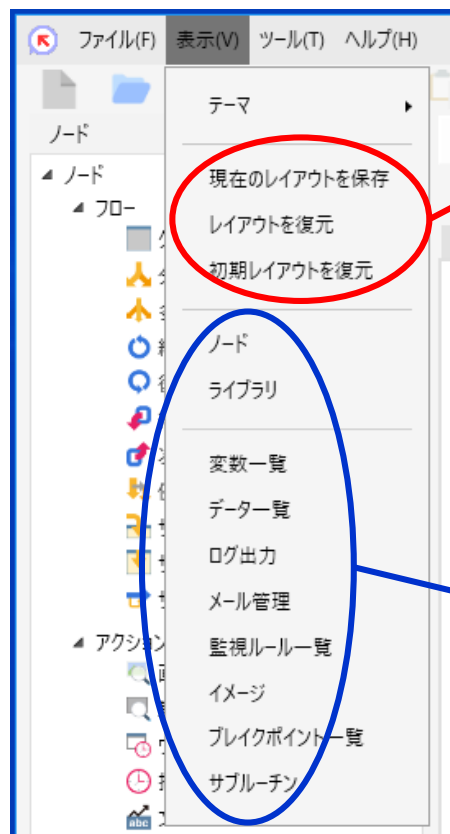 ファイル(F) 表示(V) ツール(T) ヘルプ(H)
テーマ
ノード
ノード
フロー
現在のレイアウトを保存
レイアウトを復元
初期レイアウトを復元
ノード
ライブラリ
変数一覧
データ一覧
ログ出力
メール管理
監視ルール一覧
イメージ
ブレイクポイント一覧
サブルーチン
アクション
abc